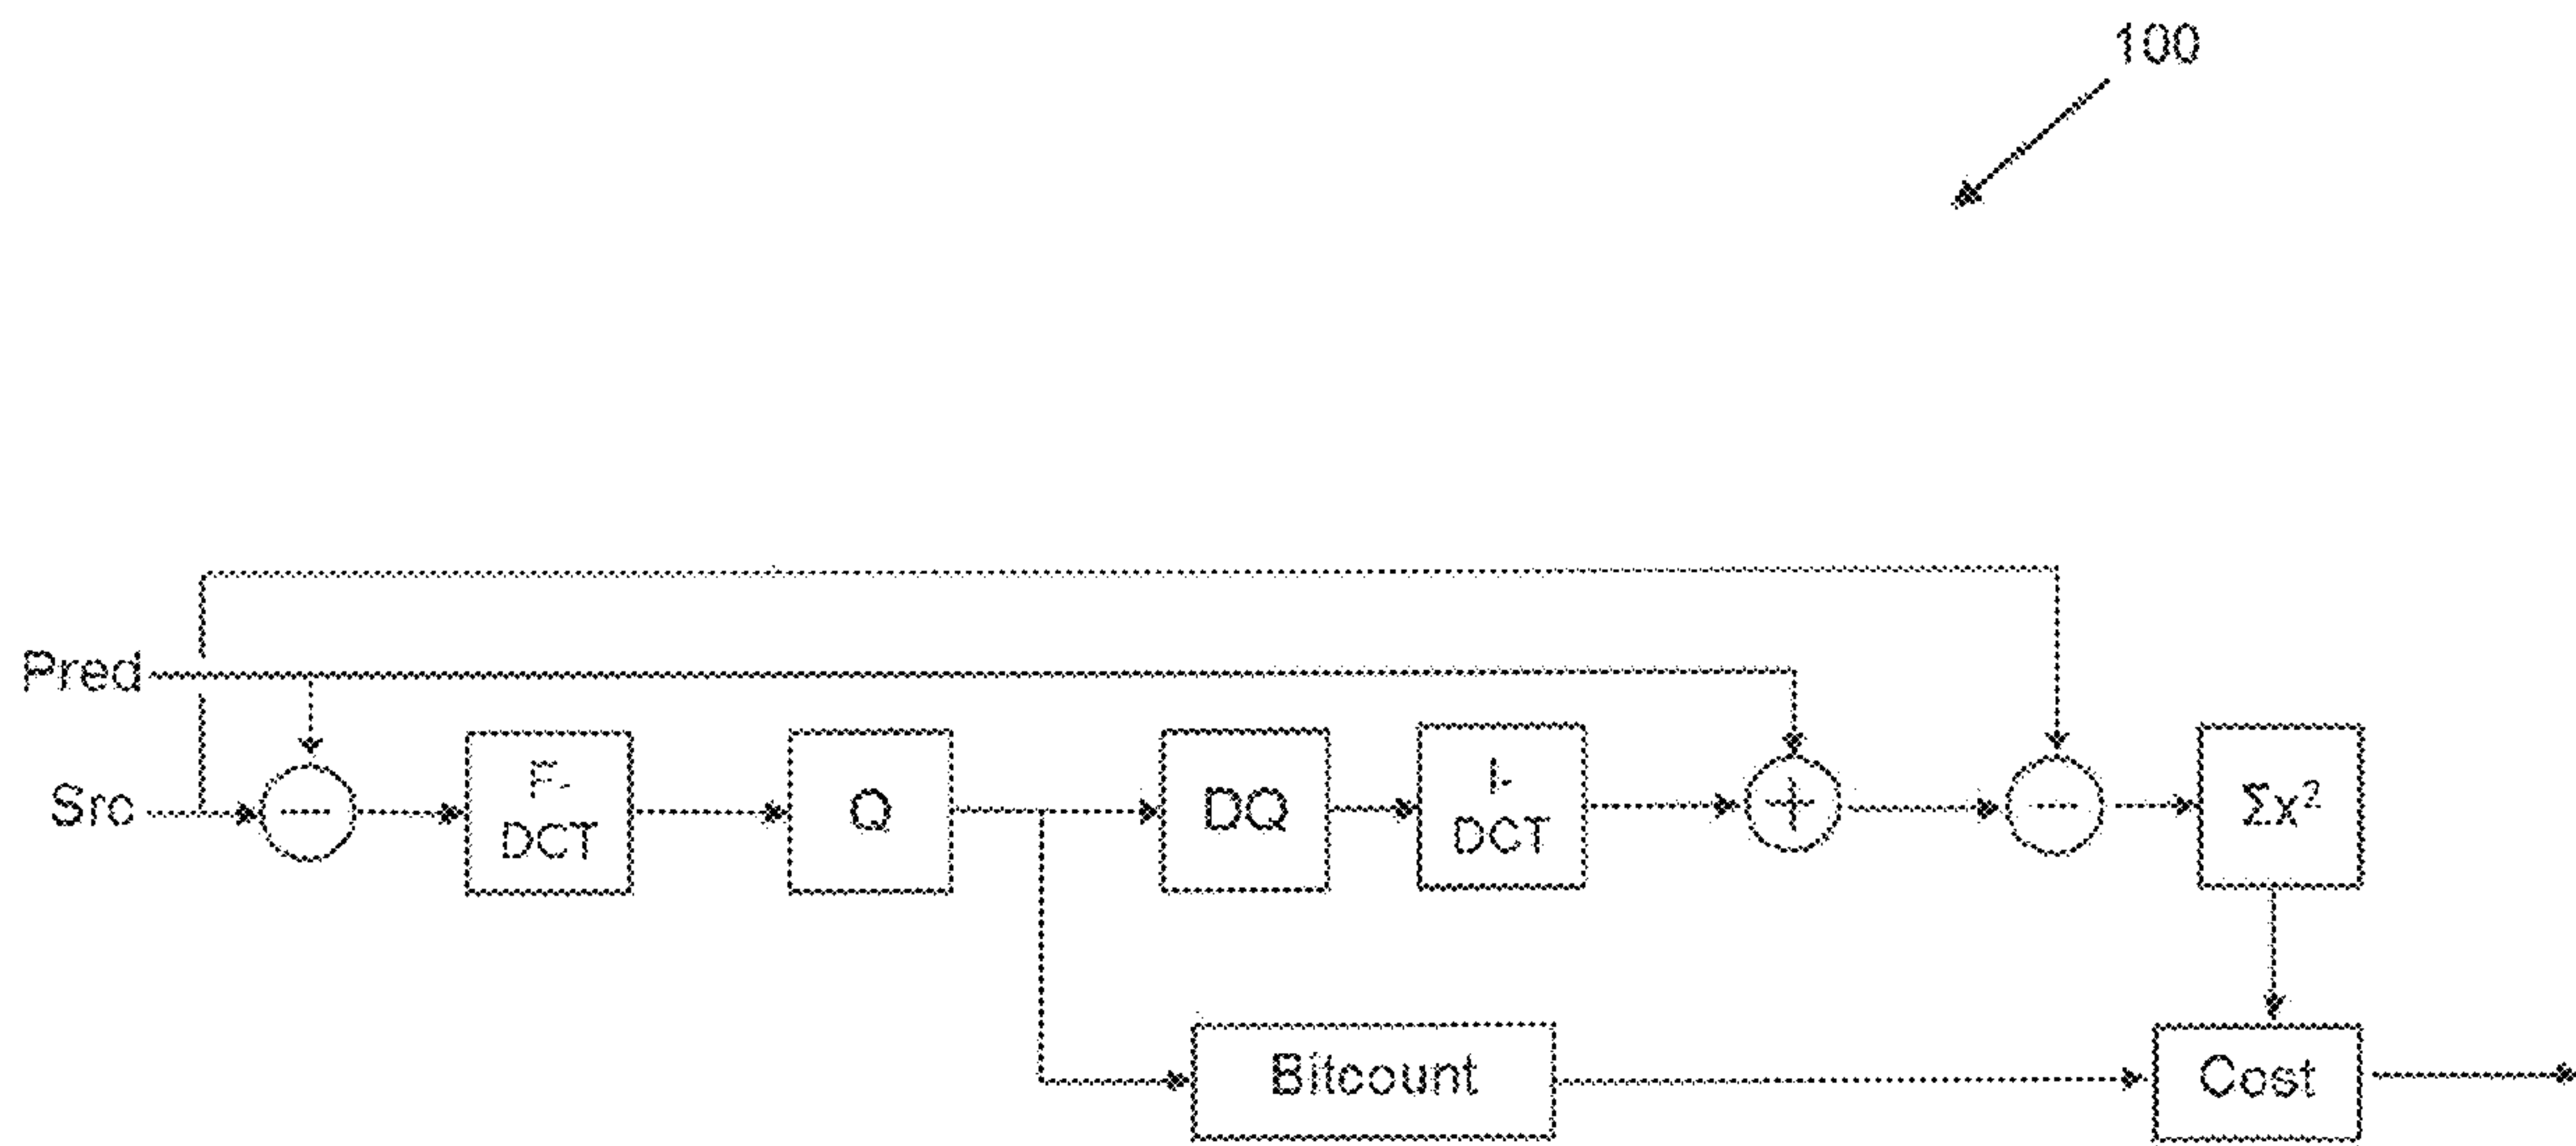 100
Pred
Src
−
F-
DCT
Q
DQ
I-
DCT
+
−
Σx²
Bitcount
Cost